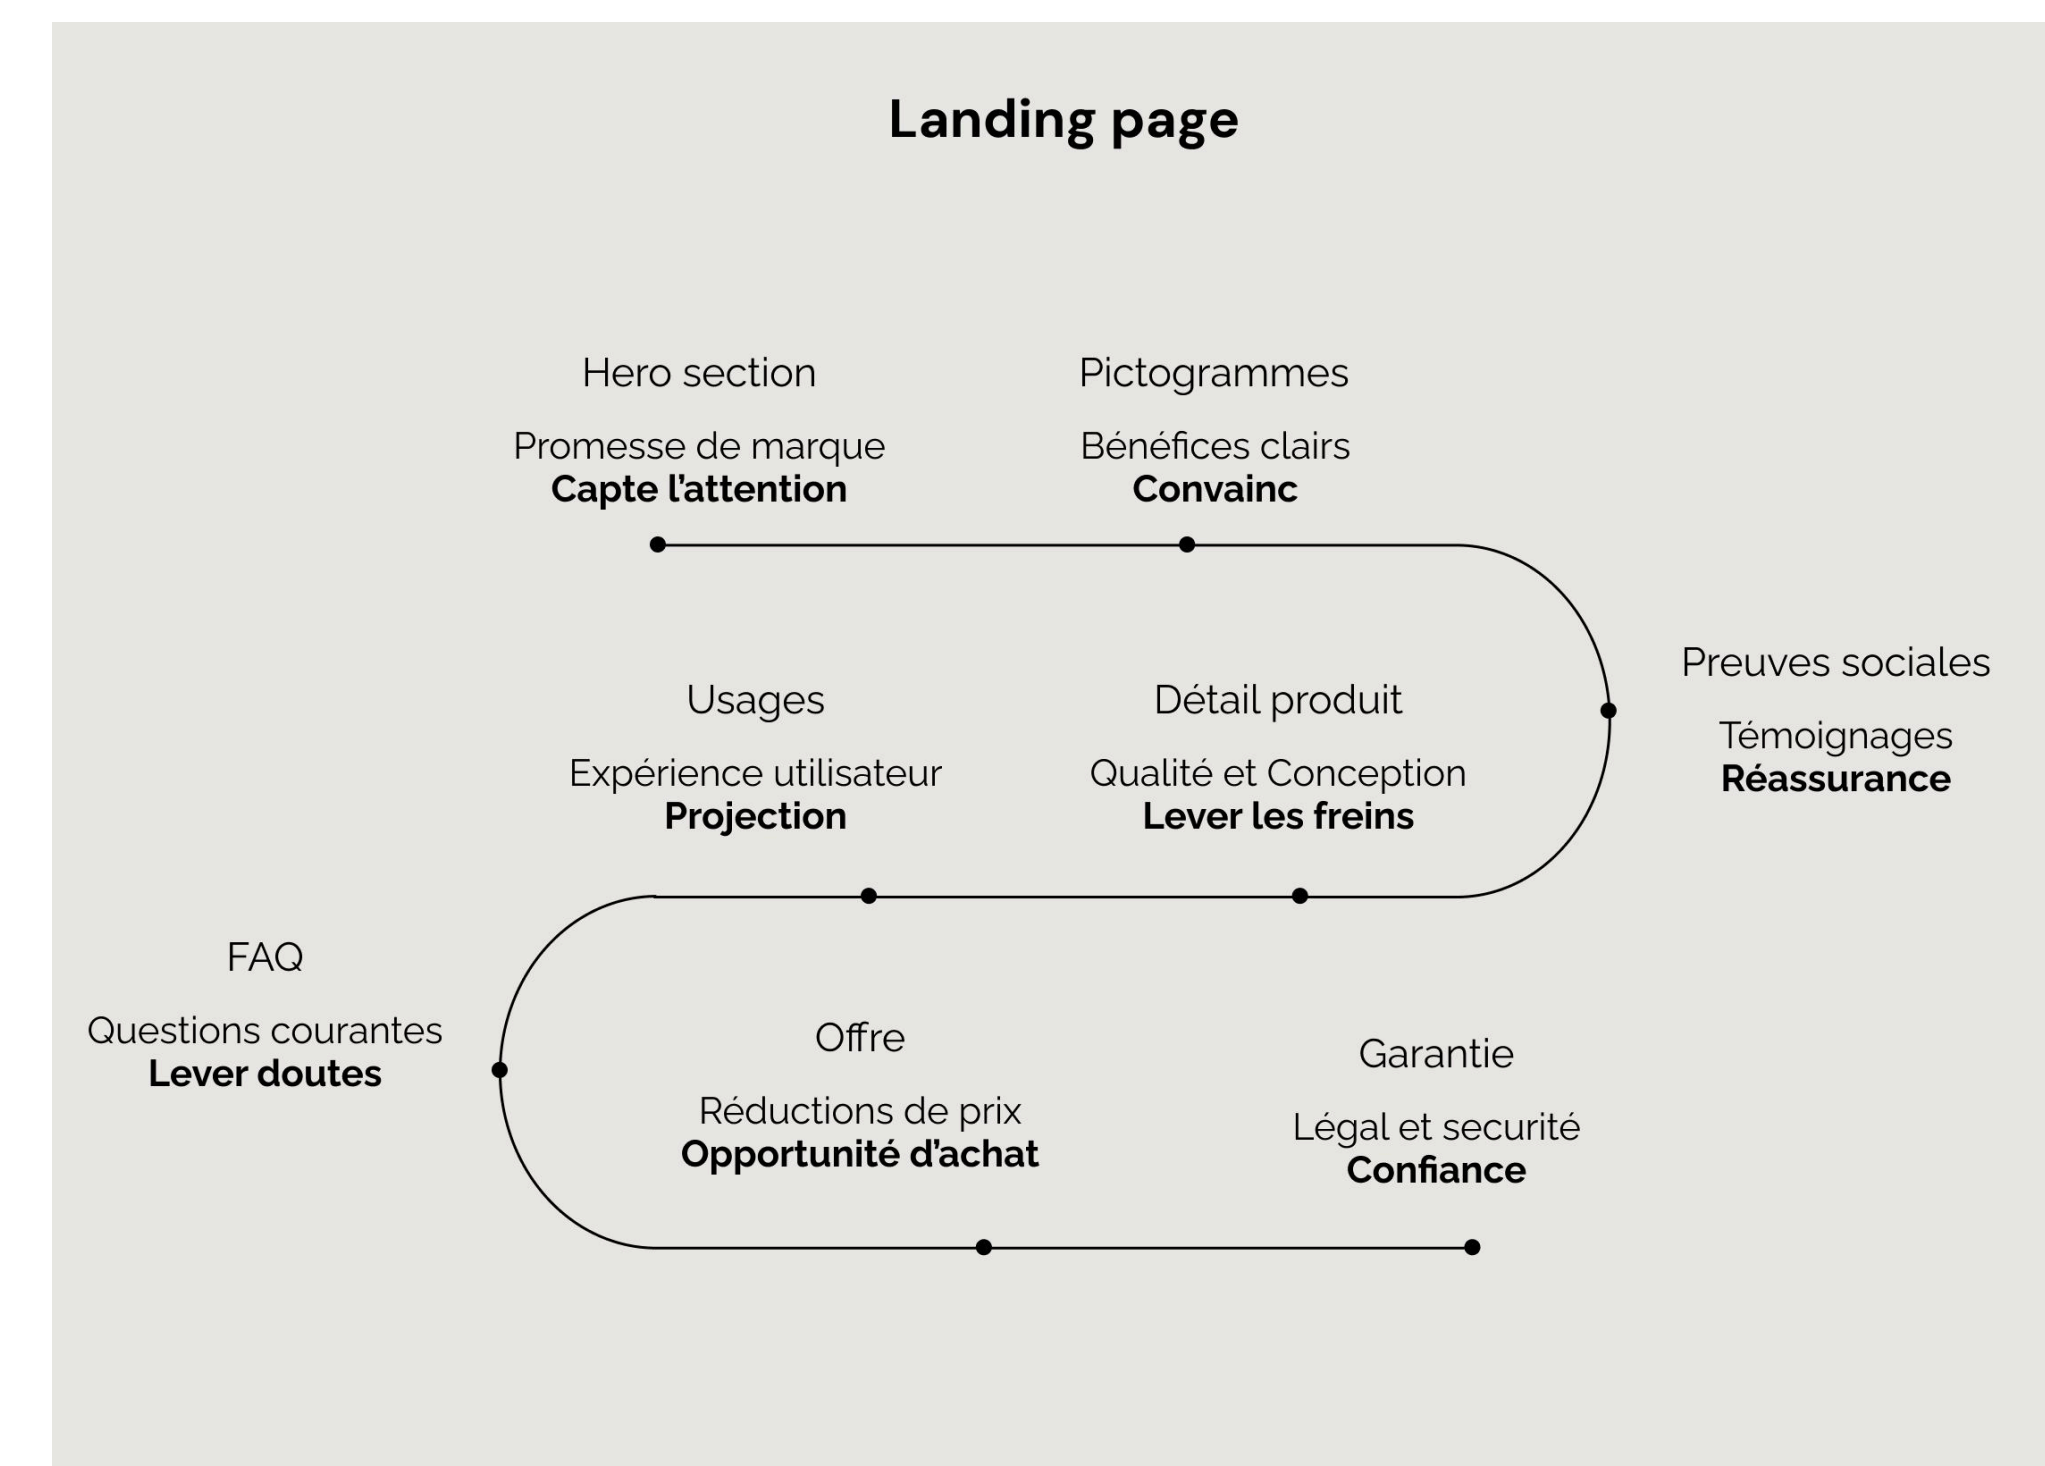 Landing page
Hero section
Promesse de marque
Capte l’attention
Pictogrammes
Bénéfices clairs
Convainc
Preuves sociales
Témoignages
Réassurance
Détail produit
Qualité et Conception
Lever les freins
Usages
Expérience utilisateur
Projection
FAQ
Questions courantes
Lever doutes
Offre
Réductions de prix
Opportunité d’achat
Garantie
Légal et securité
Confiance